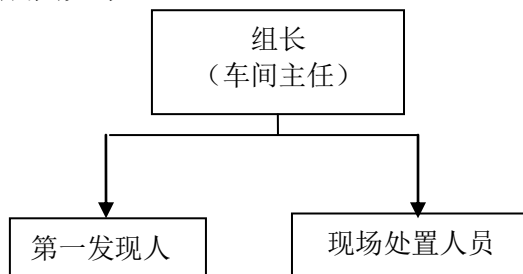 组长
（车间主任）
第一发现人
现场处置人员